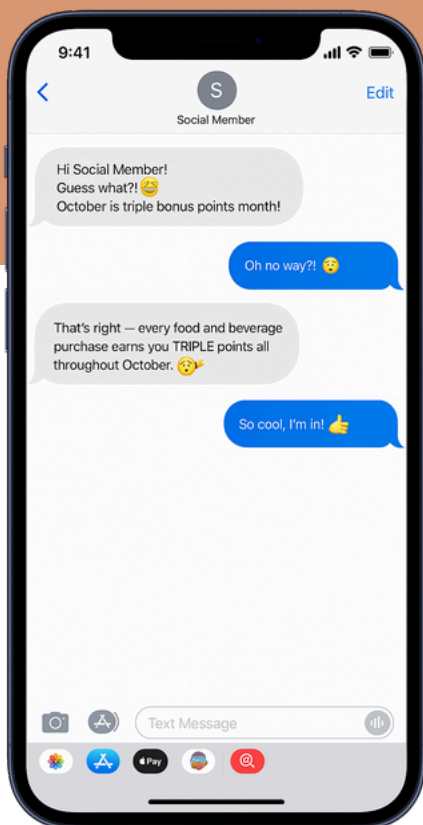 9:41
S
Edit
Social Member
Hi Social Member!
Guess what?!😆
October is triple bonus points month!
Oh no way?! 😯
That's right — every food and beverage
purchase earns you TRIPLE points all
throughout October. 🫢
So cool, I'm in! 👍
Text Message
Pay